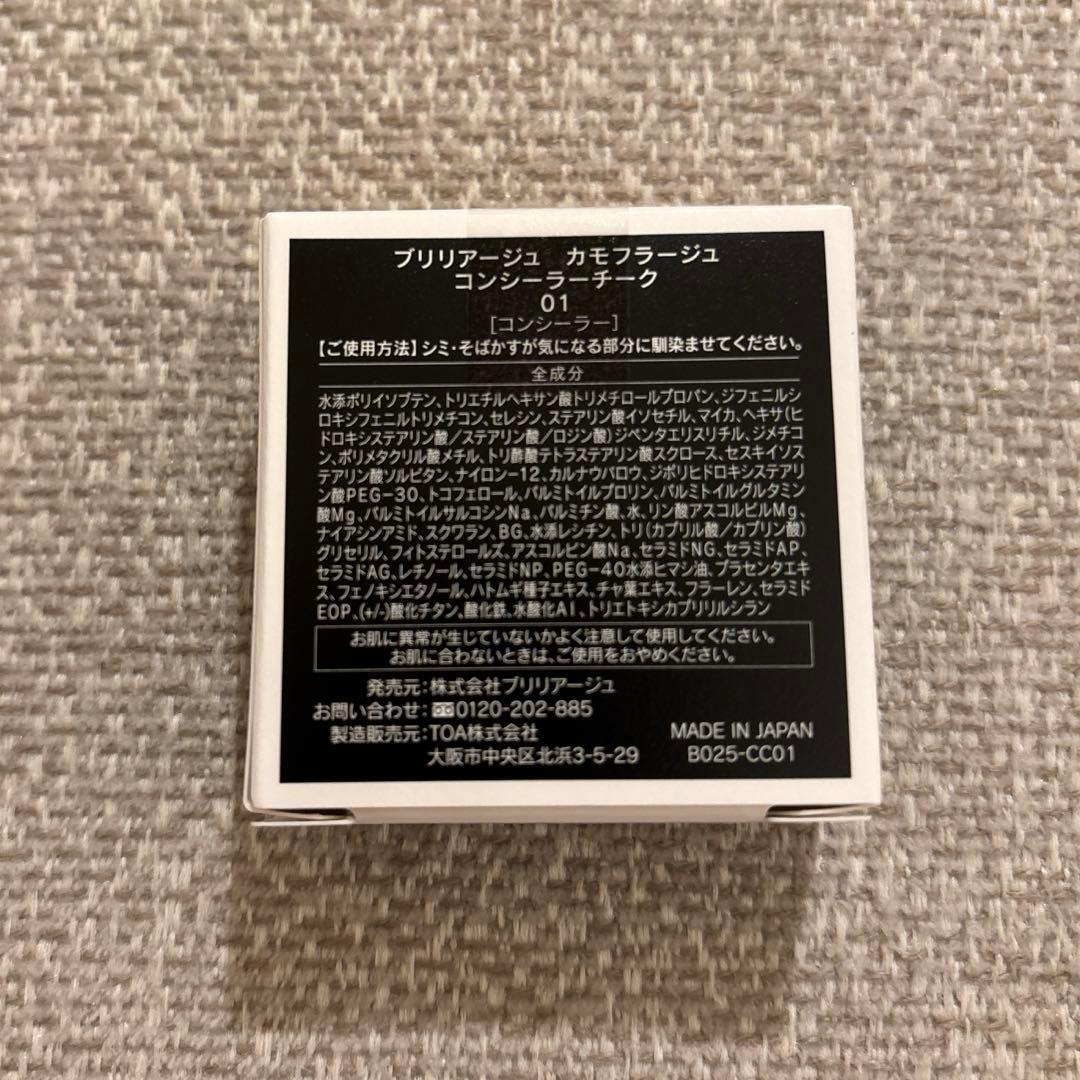 ブリリアージュ カモフラージュ
コンシーラーチーク
01
[コンシーラー]
【ご使用方法】シミ・そばかすが気になる部分に馴染ませてください。
全成分
水添ポリイソブテン、トリエチルヘキサン酸トリメチロールプロパン、ジフェニルシ
ロキシフェニルトリメチコン、セレシン、ステアリン酸イソセチル、マイカ、ヘキサ(ヒ
ドロキシステアリン酸/ステアリン酸/ロジン酸)ジペンタエリスリチル、ジメチコ
ン、ポリメタクリル酸メチル、トリ酢酸テトラステアリン酸スクロース、セスキイソス
テアリン酸ソルビタン、ナイロン-12、カルナウバロウ、ジポリヒドロキシステアリ
ン酸PEG-30、トコフェロール、パルミトイルプロリン、パルミトイルグルタミン
酸Mg、パルミトイルサルコシンNa、パルミチン酸、水、リン酸アスコルビルMg、
ナイアシンアミド、スクワラン、BG、水添レシチン、トリ(カプリル酸/カプリン酸)
グリセリル、フィトステロールズ、アスコルビン酸Na、セラミドNG、セラミドAP、
セラミドAG、レチノール、セラミドNP、PEG-40水添ヒマシ油、プラセンタエキ
ス、フェノキシエタノール、ハトムギ種子エキス、チャ葉エキス、フラーレン、セラミド
EOP、(+/-)酸化チタン、酸化鉄、水酸化Al、トリエトキシカプリリルシラン
お肌に異常が生じていないかよく注意して使用してください。
お肌に合わないときは、ご使用をおやめください。
発売元:株式会社ブリリアージュ
お問い合わせ:0120-202-885
製造販売元:TOA株式会社 MADE IN JAPAN
大阪市中央区北浜3-5-29 B025-CC01